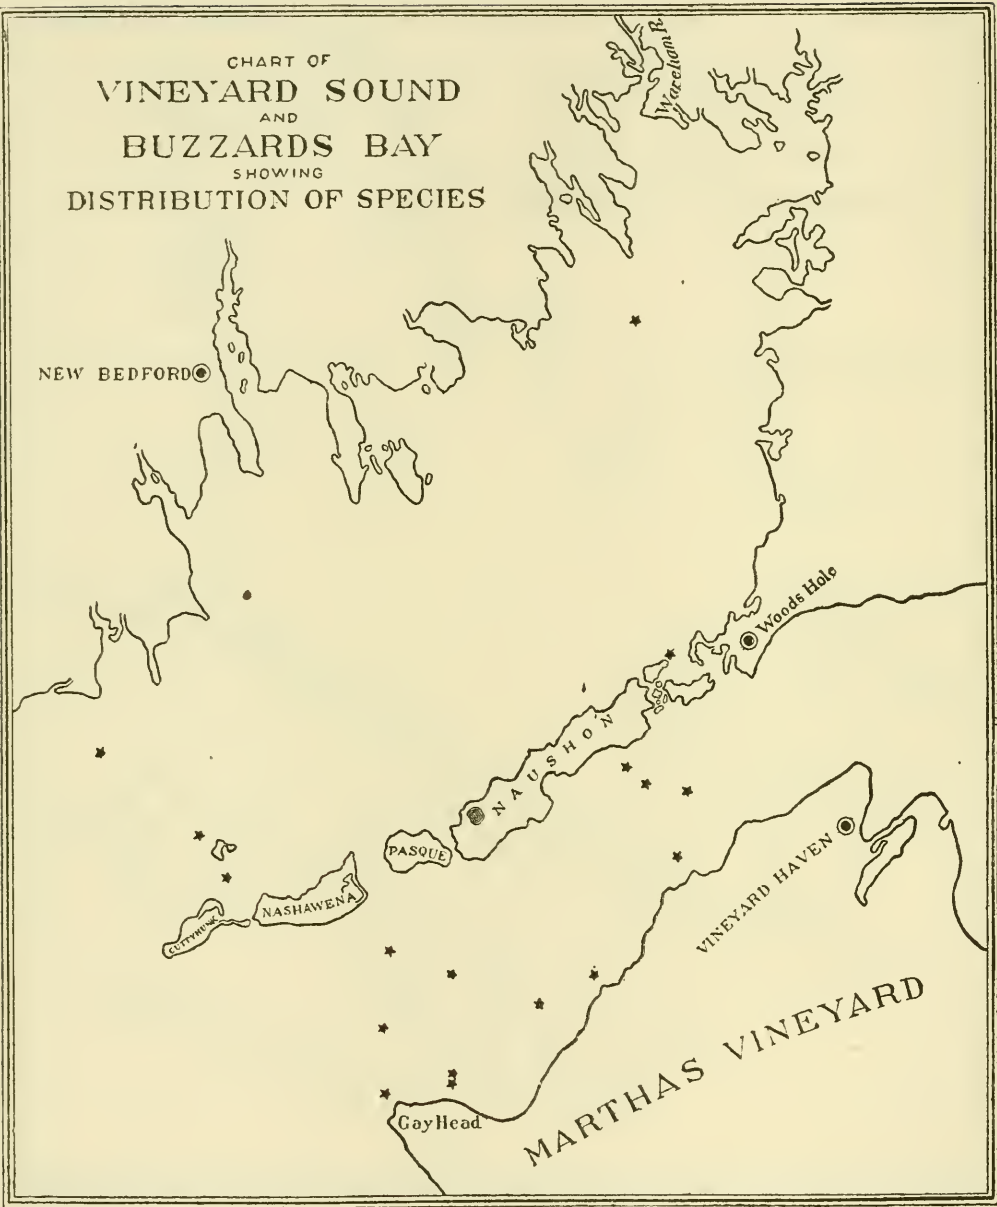 CHART OF
VINEYARD SOUND
AND
BUZZARDS BAY
SHOWING
DISTRIBUTION OF SPECIES
Wareham R.
NEW BEDFORD
Woods Hole
NAUSHON
PASQUE
NASHAWENA
CUTTYHUNK
VINEYARD HAVEN
MARTHAS VINEYARD
Gay Head